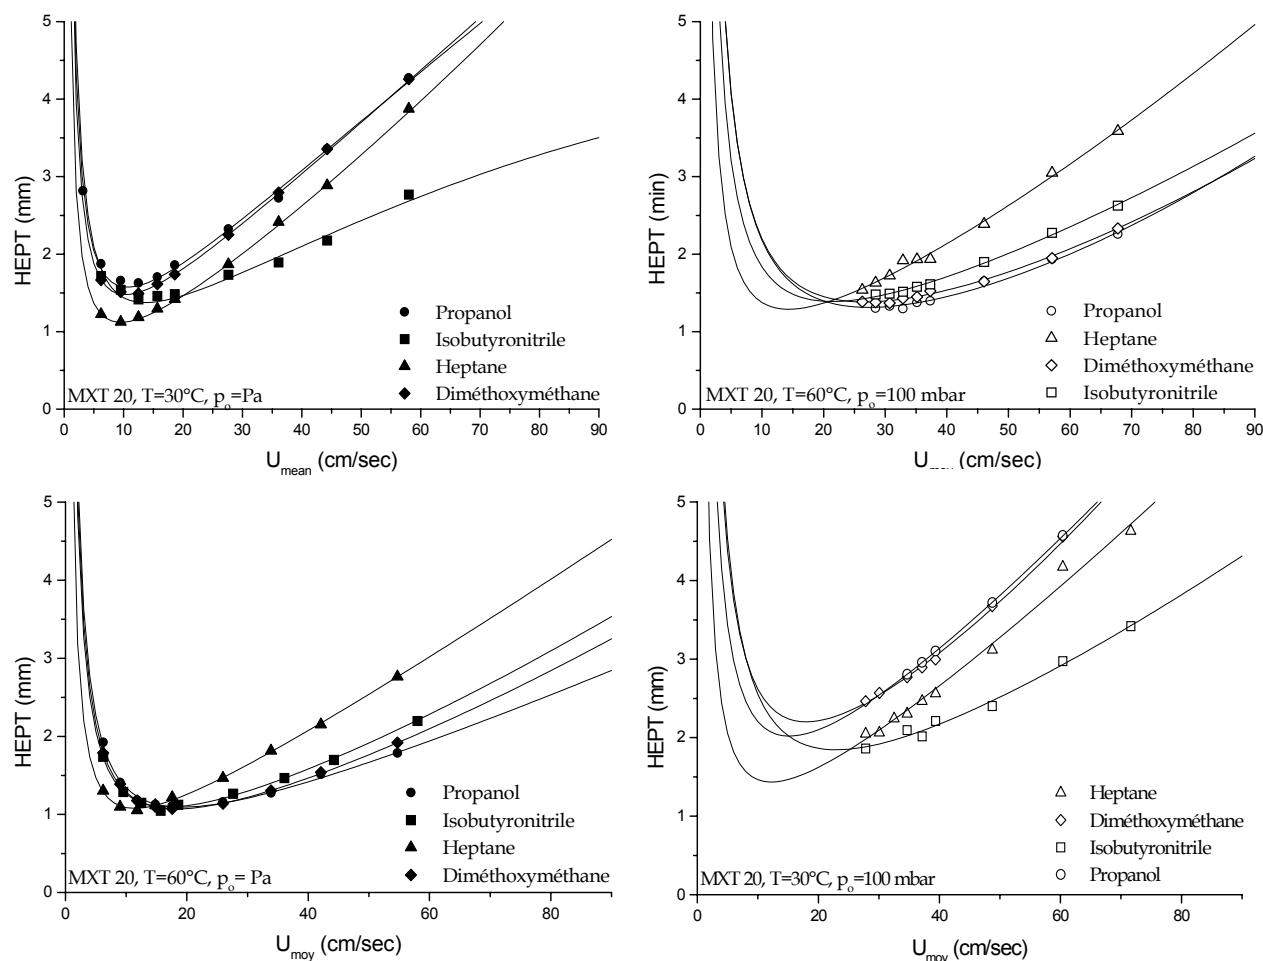 5
4
3
2
1
0
HEPT (mm)
0 10 20 30 40 50 60 70 80 90
U_mean (cm/sec)
Propanol
Isobutyronitrile
Heptane
Diméthoxyméthane
MXT 20, T=30°C, p_o=Pa
5
4
3
2
1
0
HEPT (min)
0 10 20 30 40 50 60 70 80 90
(cm/sec)
Propanol
Heptane
Diméthoxyméthane
Isobutyronitrile
MXT 20, T=60°C, p_o=100 mbar
5
4
3
2
1
0
HEPT (mm)
0 20 40 60 80
U_moy (cm/sec)
Propanol
Isobutyronitrile
Heptane
Diméthoxyméthane
MXT 20, T=60°C, p_o= Pa
5
4
3
2
1
0
HEPT (mm)
0 20 40 60 80
U_moy (cm/sec)
Heptane
Diméthoxyméthane
Isobutyronitrile
Propanol
MXT 20, T=30°C, p_o=100 mbar